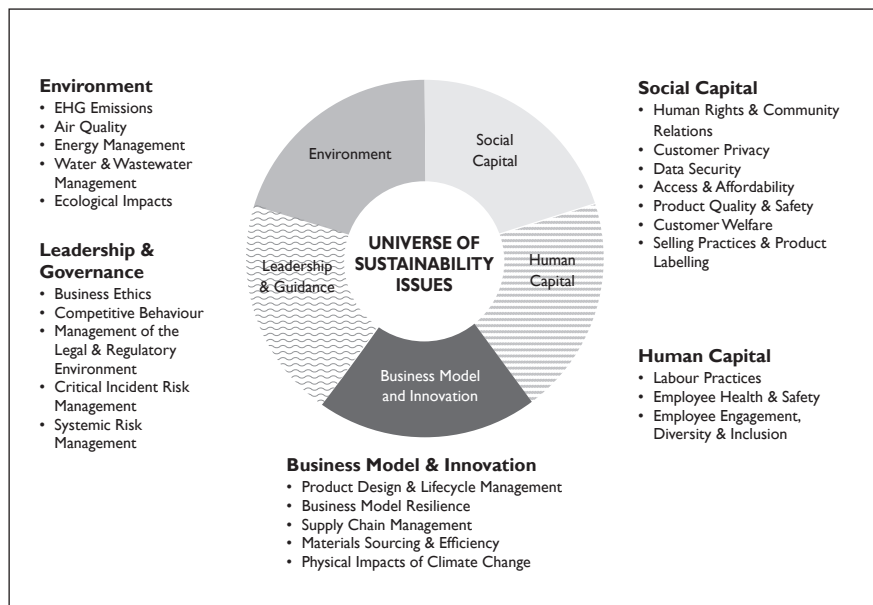 Environment
• EHG Emissions
• Air Quality
• Energy Management
• Water & Wastewater
Management
• Ecological Impacts
Leadership &
Governance
• Business Ethics
• Competitive Behaviour
• Management of the
Legal & Regulatory
Environment
• Critical Incident Risk
Management
• Systemic Risk
Management
Environment
Social
Capital
Leadership
& Guidance
UNIVERSE OF
SUSTAINABILITY
ISSUES
Human
Capital
Business Model
and Innovation
Social Capital
• Human Rights & Community
Relations
• Customer Privacy
• Data Security
• Access & Affordability
• Product Quality & Safety
• Customer Welfare
• Selling Practices & Product
Labelling
Human Capital
• Labour Practices
• Employee Health & Safety
• Employee Engagement,
Diversity & Inclusion
Business Model & Innovation
• Product Design & Lifecycle Management
• Business Model Resilience
• Supply Chain Management
• Materials Sourcing & Efficiency
• Physical Impacts of Climate Change